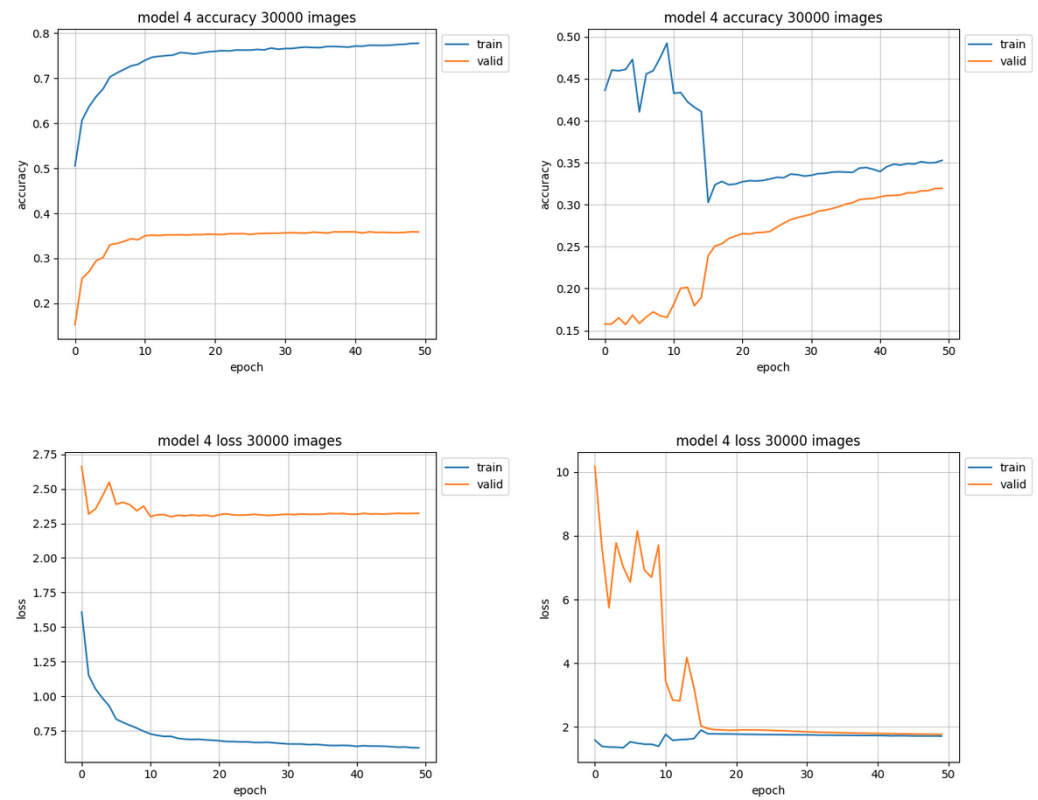 model 4 accuracy 30000 images
0.8
0.7
0.6
0.5
0.4
0.3
0.2
accuracy
0 10 20 30 40 50
epoch
train
valid
model 4 accuracy 30000 images
0.50
0.45
0.40
0.35
0.30
0.25
0.20
0.15
accuracy
0 10 20 30 40 50
epoch
train
valid
model 4 loss 30000 images
2.75
2.50
2.25
2.00
1.75
1.50
1.25
1.00
0.75
loss
0 10 20 30 40 50
epoch
train
valid
model 4 loss 30000 images
10
8
6
4
2
loss
0 10 20 30 40 50
epoch
train
valid